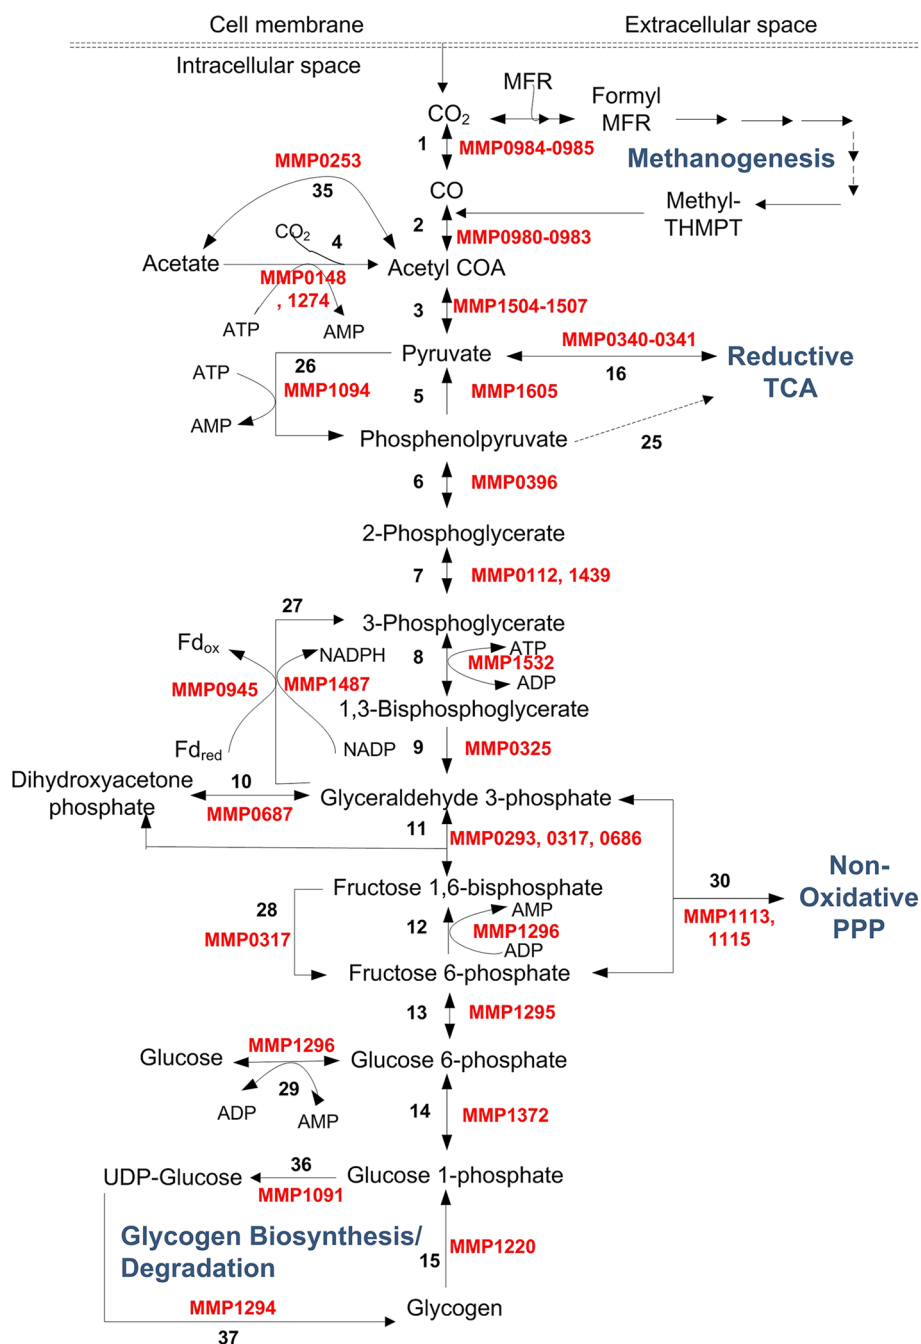 Cell membrane
Extracellular space
Intracellular space
MFR
CO₂
Formyl
MFR
1
MMP0984-0985
Methanogenesis
MMP0253
35
CO
Methyl-
THMPT
2
MMP0980-0983
CO₂
4
Acetate
Acetyl COA
MMP0148
, 1274
3
MMP1504-1507
ATP
AMP
MMP0340-0341
Pyruvate
16
Reductive
TCA
26
ATP
MMP1094
5
MMP1605
AMP
Phosphenolpyruvate
25
6
MMP0396
2-Phosphoglycerate
7
MMP0112, 1439
27
3-Phosphoglycerate
Fdox
NADPH
8
ATP
MMP1532
ADP
MMP0945
MMP1487
1,3-Bisphosphoglycerate
Fdred
NADP
9
MMP0325
Dihydroxyacetone
phosphate
10
MMP0687
Glyceraldehyde 3-phosphate
11
MMP0293, 0317, 0686
Fructose 1,6-bisphosphate
30
Non-
Oxidative
PPP
28
MMP0317
12
AMP
MMP1296
ADP
MMP1113,
1115
Fructose 6-phosphate
13
MMP1295
MMP1296
Glucose
Glucose 6-phosphate
29
ADP
AMP
14
MMP1372
36
UDP-Glucose
Glucose 1-phosphate
MMP1091
Glycogen Biosynthesis/
Degradation
15
MMP1220
MMP1294
Glycogen
37